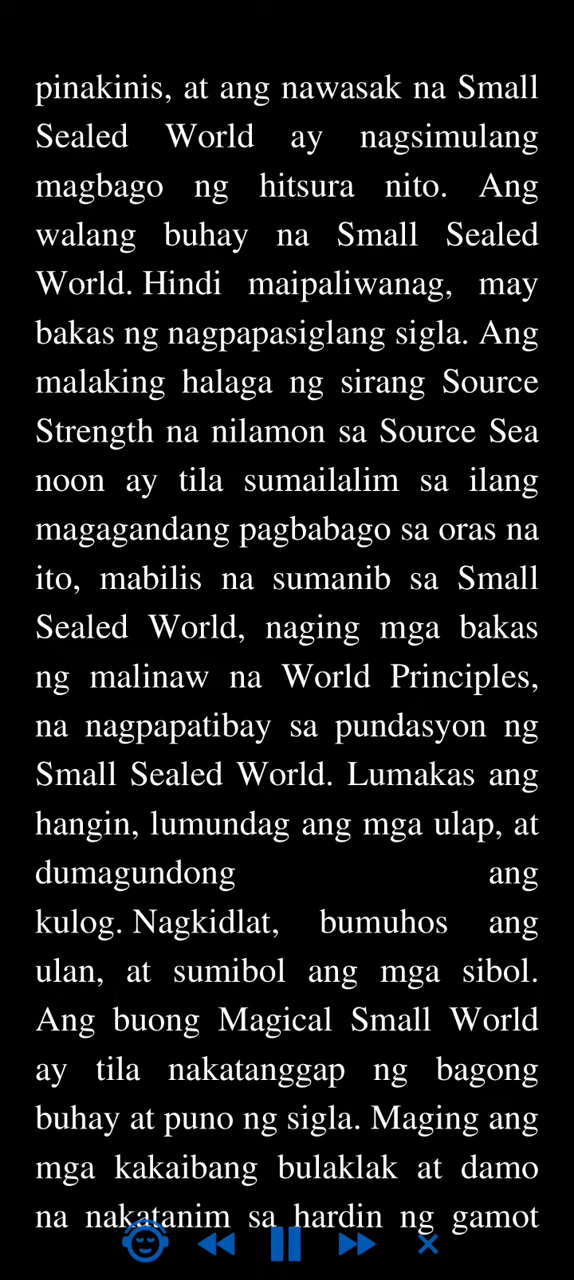 pinakinis, at ang nawasak na Small
Sealed World ay nagsimulang
magbago ng hitsura nito. Ang
walang buhay na Small Sealed
World. Hindi maipaliwanag, may
bakas ng nagpapasiglang sigla. Ang
malaking halaga ng sirang Source
Strength na nilamon sa Source Sea
noon ay tila sumailalim sa ilang
magagandang pagbabago sa oras na
ito, mabilis na sumanib sa Small
Sealed World, naging mga bakas
ng malinaw na World Principles,
na nagpapatibay sa pundasyon ng
Small Sealed World. Lumakas ang
hangin, lumundag ang mga ulap, at
dumagundong ang
kulog. Nagkidlat, bumuhos ang
ulan, at sumibol ang mga sibol.
Ang buong Magical Small World
ay tila nakatanggap ng bagong
buhay at puno ng sigla. Maging ang
mga kakaibang bulaklak at damo
na nakatanim sa hardin ng gamot